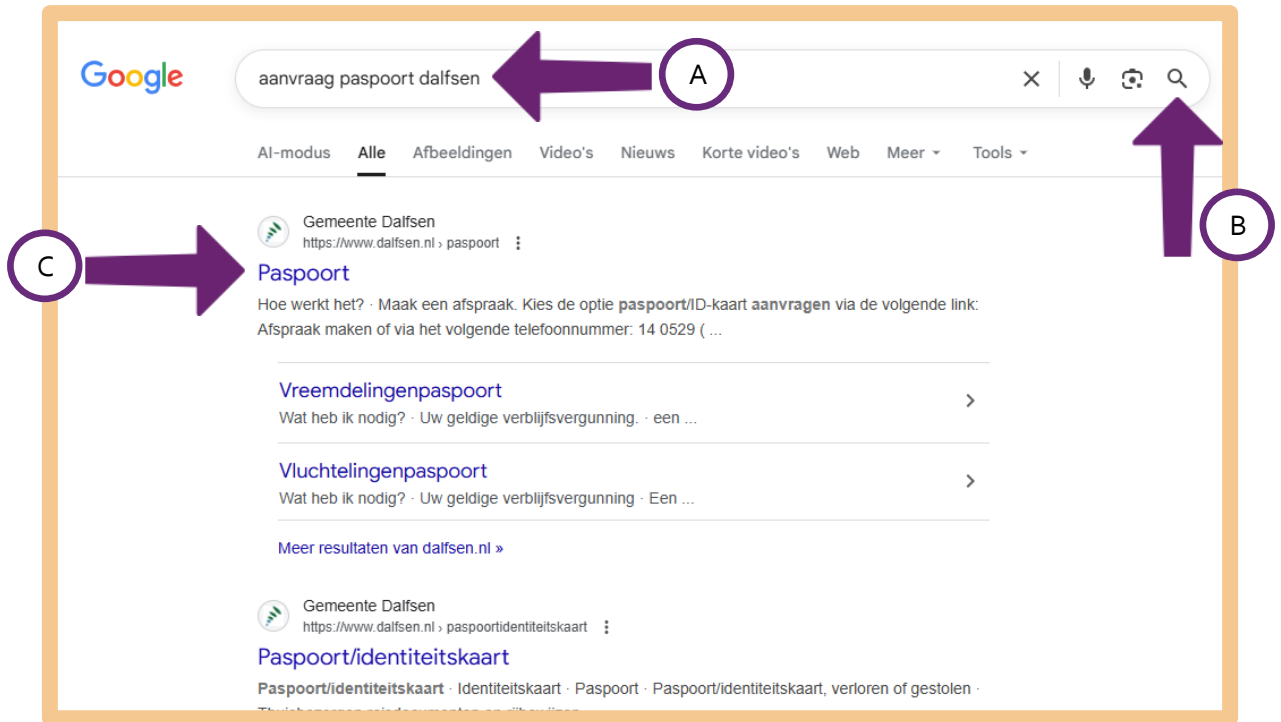 Google
aanvraag paspoort dalfsen
A
AI-modus Alle Afbeeldingen Video's Nieuws Korte video's Web Meer Tools
B
Gemeente Dalfsen
https://www.dalfsen.nl › paspoort
C
Paspoort
Hoe werkt het? · Maak een afspraak. Kies de optie paspoort/ID-kaart aanvragen via de volgende link:
Afspraak maken of via het volgende telefoonnummer: 14 0529 ( ...
Vreemdelingenpaspoort
Wat heb ik nodig? · Uw geldige verblijfsvergunning. · een ...
Vluchtelingenpaspoort
Wat heb ik nodig? · Uw geldige verblijfsvergunning · Een ...
Meer resultaten van dalfsen.nl »
Gemeente Dalfsen
https://www.dalfsen.nl › paspoortidentiteitskaart
Paspoort/identiteitskaart
Paspoort/identiteitskaart · Identiteitskaart · Paspoort · Paspoort/identiteitskaart, verloren of gestolen ·